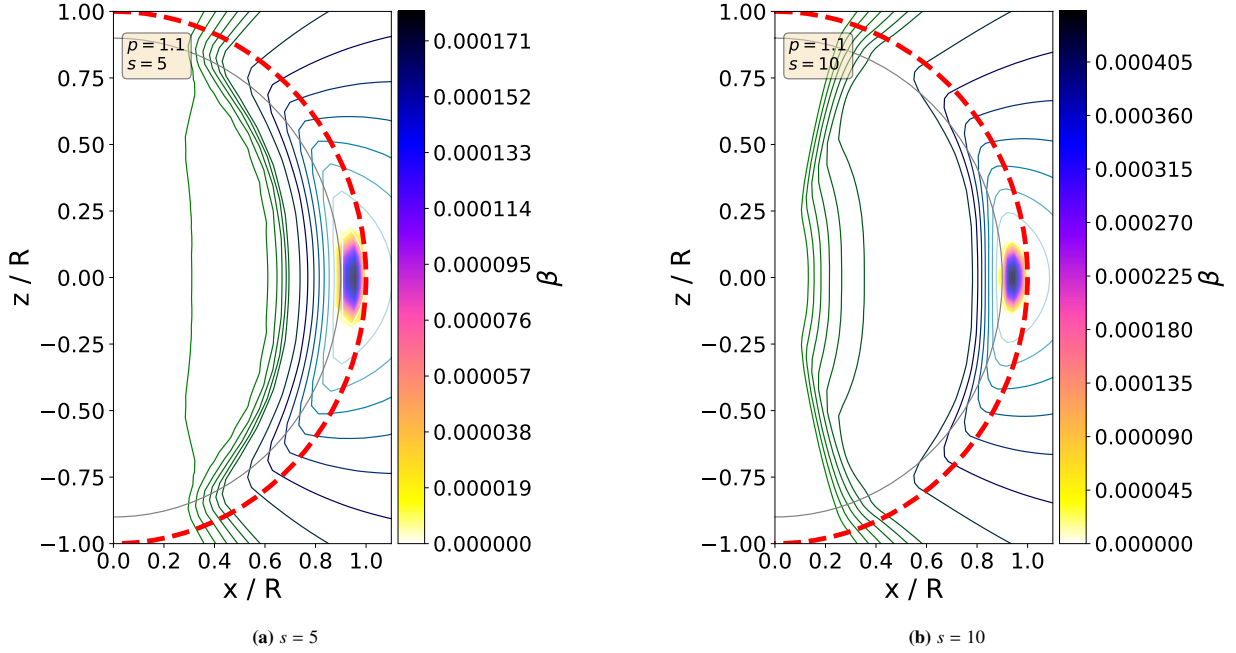 p = 1.1
s = 5
1.00
0.75
0.50
0.25
0.00
−0.25
−0.50
−0.75
−1.00
z / R
0.0 0.2 0.4 0.6 0.8 1.0
x / R
0.000171
0.000152
0.000133
0.000114
0.000095
0.000076
0.000057
0.000038
0.000019
0.000000
β
(a) s = 5
p = 1.1
s = 10
1.00
0.75
0.50
0.25
0.00
−0.25
−0.50
−0.75
−1.00
z / R
0.0 0.2 0.4 0.6 0.8 1.0
x / R
0.000405
0.000360
0.000315
0.000270
0.000225
0.000180
0.000135
0.000090
0.000045
0.000000
β
(b) s = 10